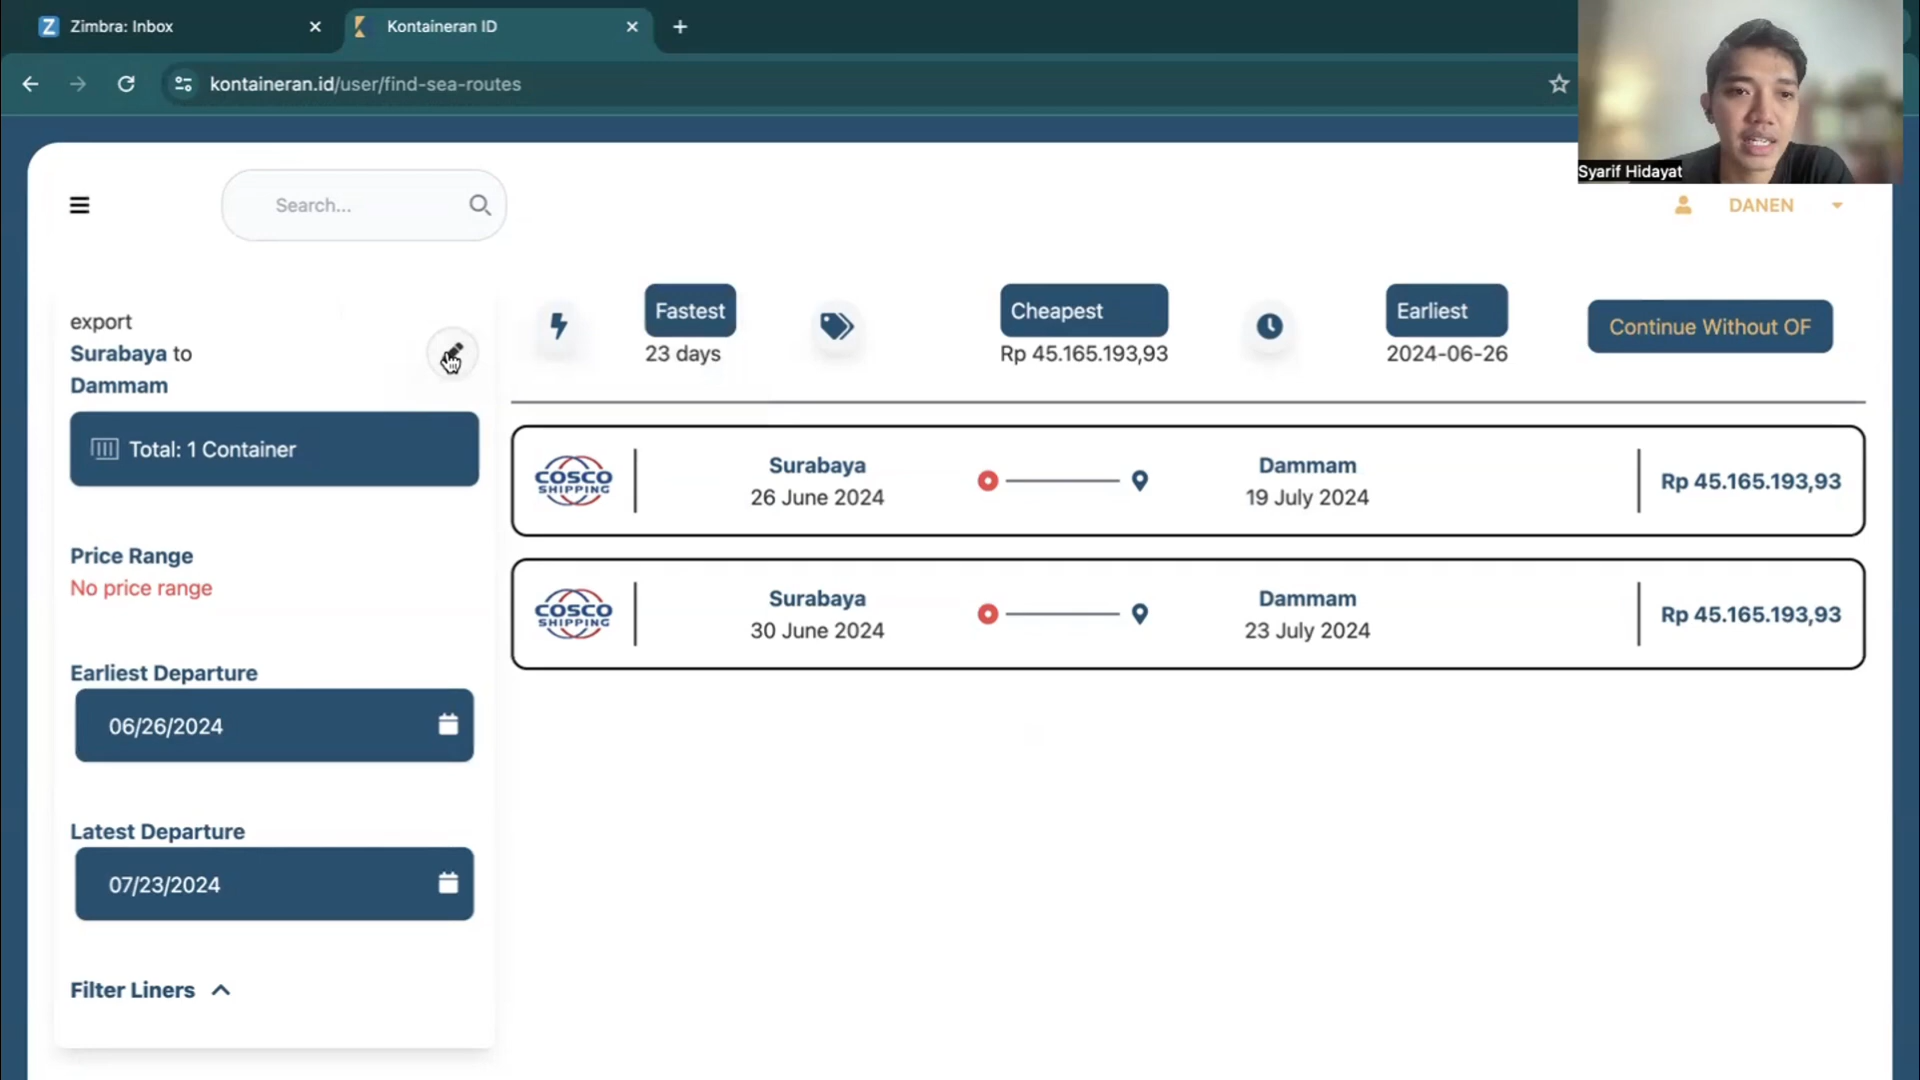 Zimbra: Inbox
Kontaineran ID
kontaineran.id/user/find-sea-routes
Syarif Hidayat
Search...
DANEN
export
Surabaya to
Dammam
Total: 1 Container
Price Range
No price range
Earliest Departure
06/26/2024
Latest Departure
07/23/2024
Filter Liners
Fastest
23 days
Cheapest
Rp 45.165.193,93
Earliest
2024-06-26
Continue Without OF
COSCO
SHIPPING
Surabaya
26 June 2024
Dammam
19 July 2024
Rp 45.165.193,93
COSCO
SHIPPING
Surabaya
30 June 2024
Dammam
23 July 2024
Rp 45.165.193,93